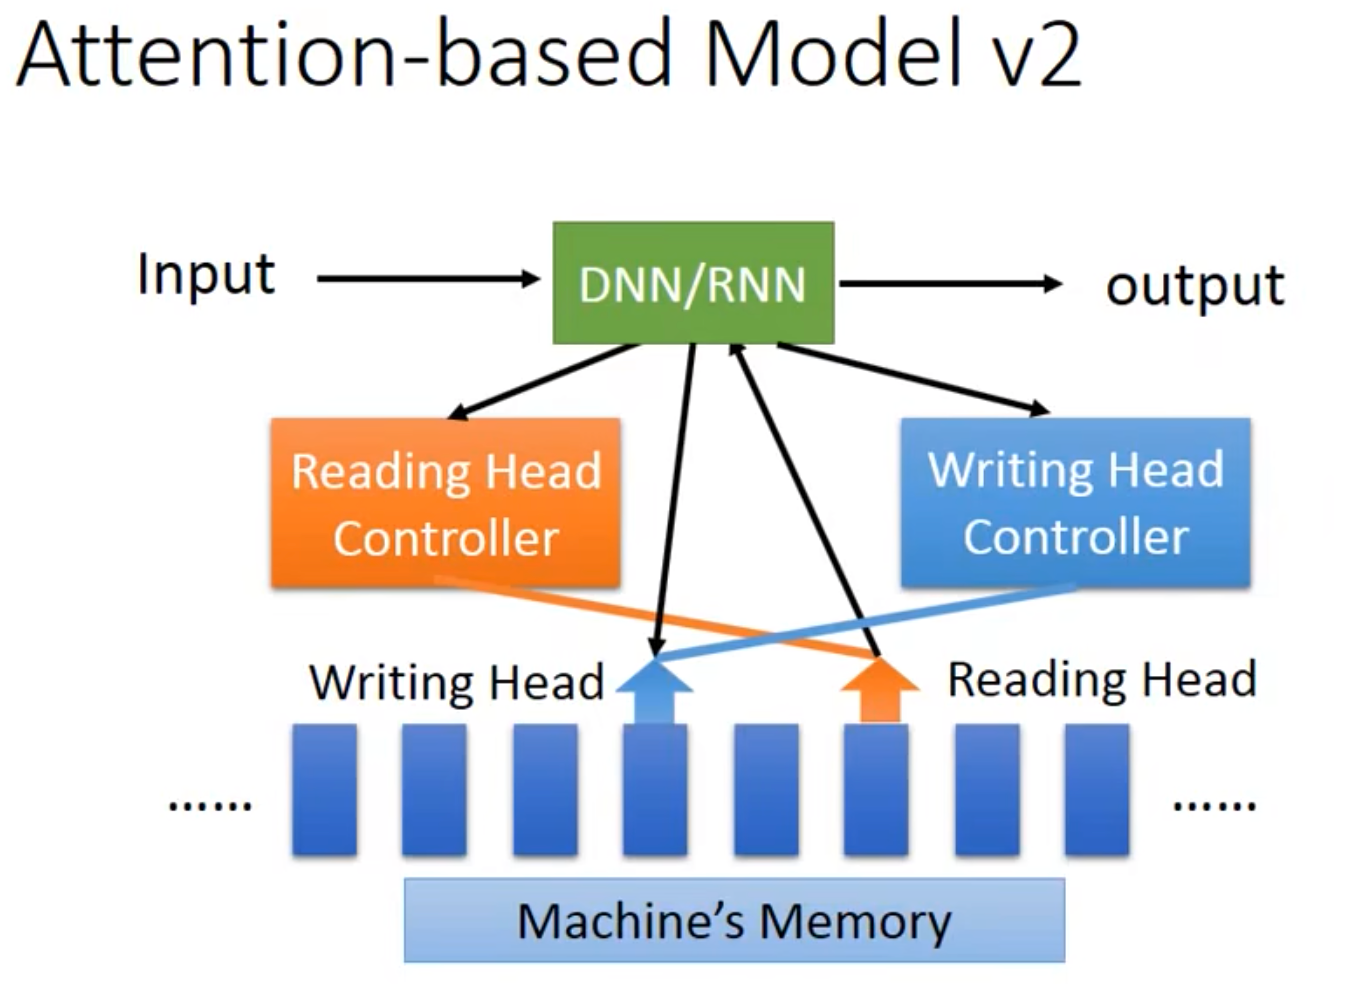 Attention-based Model v2
Input
DNN/RNN
output
Reading Head
Controller
Writing Head
Controller
Writing Head
Reading Head
......
......
Machine's Memory